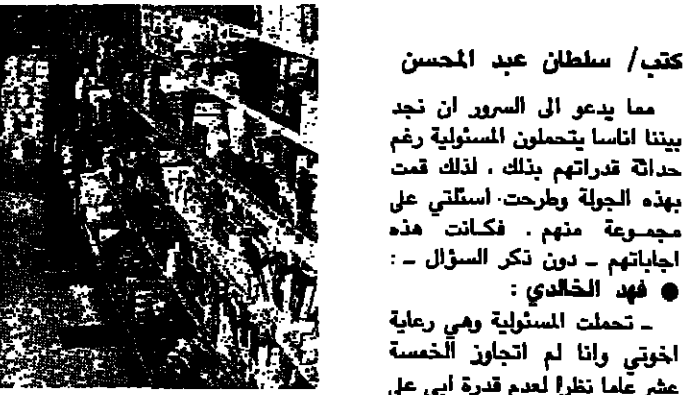 كتب/ سلطان عبد المحسن
مما يدعو الى السرور ان نجد
بيننا اناسا يتحملون المسئولية رغم
حداثة قدراتهم بذلك ، لذلك قمت
بهذه الجولة وطرحت أسئلتي على
مجموعة منهم . فكانت هذه
اجاباتهم ـ دون ذكر السؤال ـ :
● فهد الخالدي :
ـ تحملت المسئولية وهي رعاية
اخوتي وانا لم اتجاوز الخمسة
عشر عاما نظرا لعدم قدرة ابي على